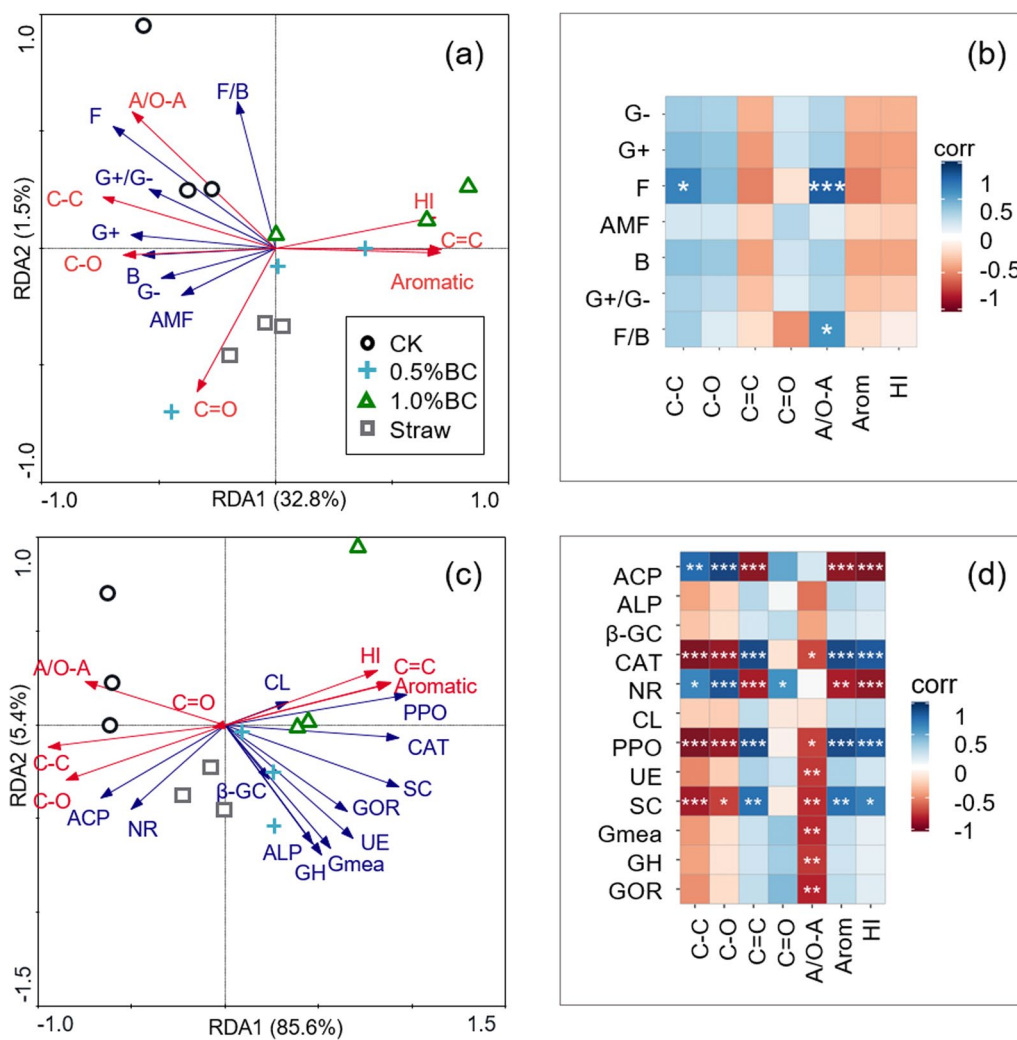 (a)
1.0
RDA2 (1.5%)
-1.0
A/O-A
F/B
F
G+/G-
C-C
G+
C-O
B
G-
AMF
C=O
HI
C=C
Aromatic
CK
0.5%BC
1.0%BC
Straw
-1.0
RDA1 (32.8%)
1.0
(b)
G-
G+
F
AMF
B
G+/G-
F/B
*
***
*
C-C
C-O
C=C
C=O
A/O-A
Arom
HI
corr
1
0.5
0
-0.5
-1
(c)
1.0
RDA2 (5.4%)
-1.5
A/O-A
C=O
CL
HI
C=C
Aromatic
PPO
CAT
C-C
C-O
ACP
NR
β-GC
SC
GOR
UE
ALP
Gmea
GH
-1.0
RDA1 (85.6%)
1.5
(d)
ACP ** *** *** *** ***
ALP
β-GC
CAT *** *** *** * *** ***
NR * *** *** * ** ***
CL
PPO *** *** *** * *** ***
UE **
SC *** * ** ** ** *
Gmea **
GH **
GOR **
C-C
C-O
C=C
C=O
A/O-A
Arom
HI
corr
1
0.5
0
-0.5
-1